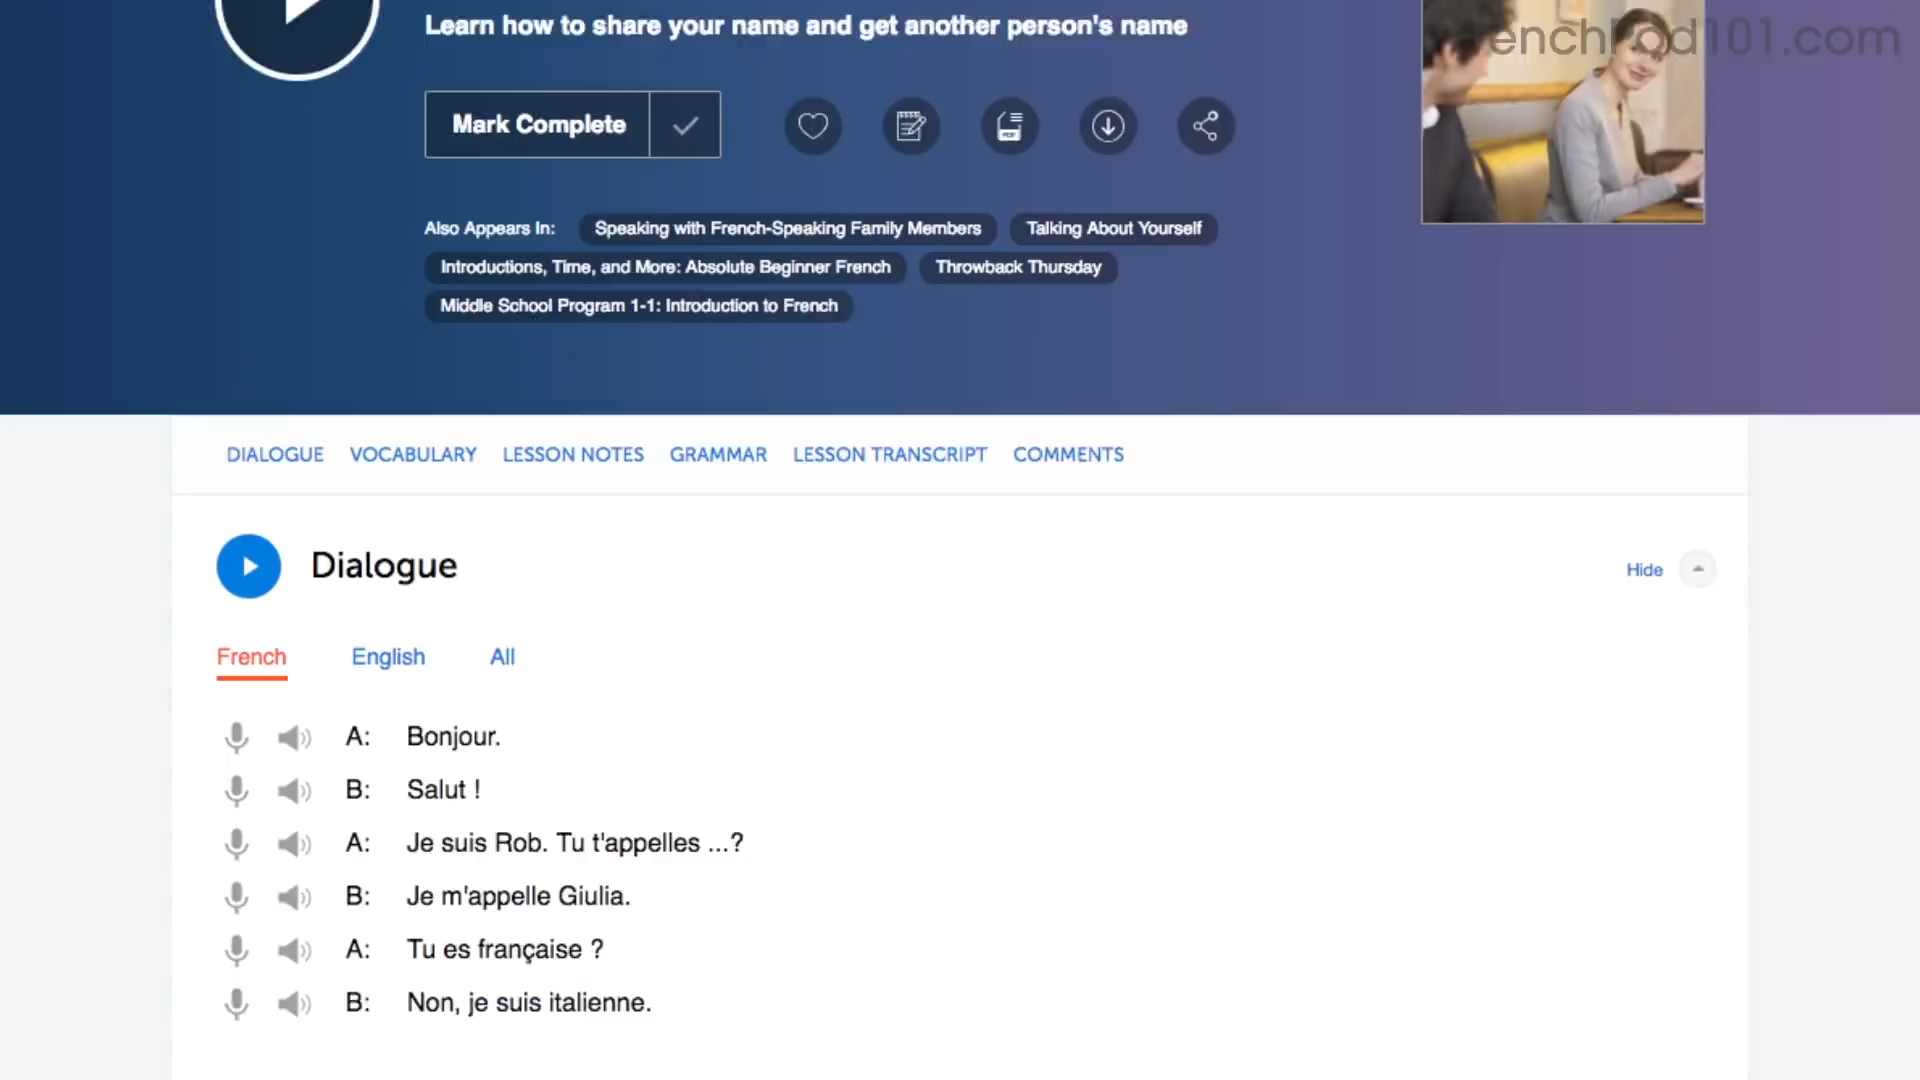 Learn how to share your name and get another person's name
enchPod101.com
Mark Complete
PDF
Also Appears In: Speaking with French-Speaking Family Members Talking About Yourself
Introductions, Time, and More: Absolute Beginner French Throwback Thursday
Middle School Program 1-1: Introduction to French
DIALOGUE VOCABULARY LESSON NOTES GRAMMAR LESSON TRANSCRIPT COMMENTS
Dialogue
Hide
French English All
A: Bonjour.
B: Salut !
A: Je suis Rob. Tu t'appelles ...?
B: Je m'appelle Giulia.
A: Tu es française ?
B: Non, je suis italienne.